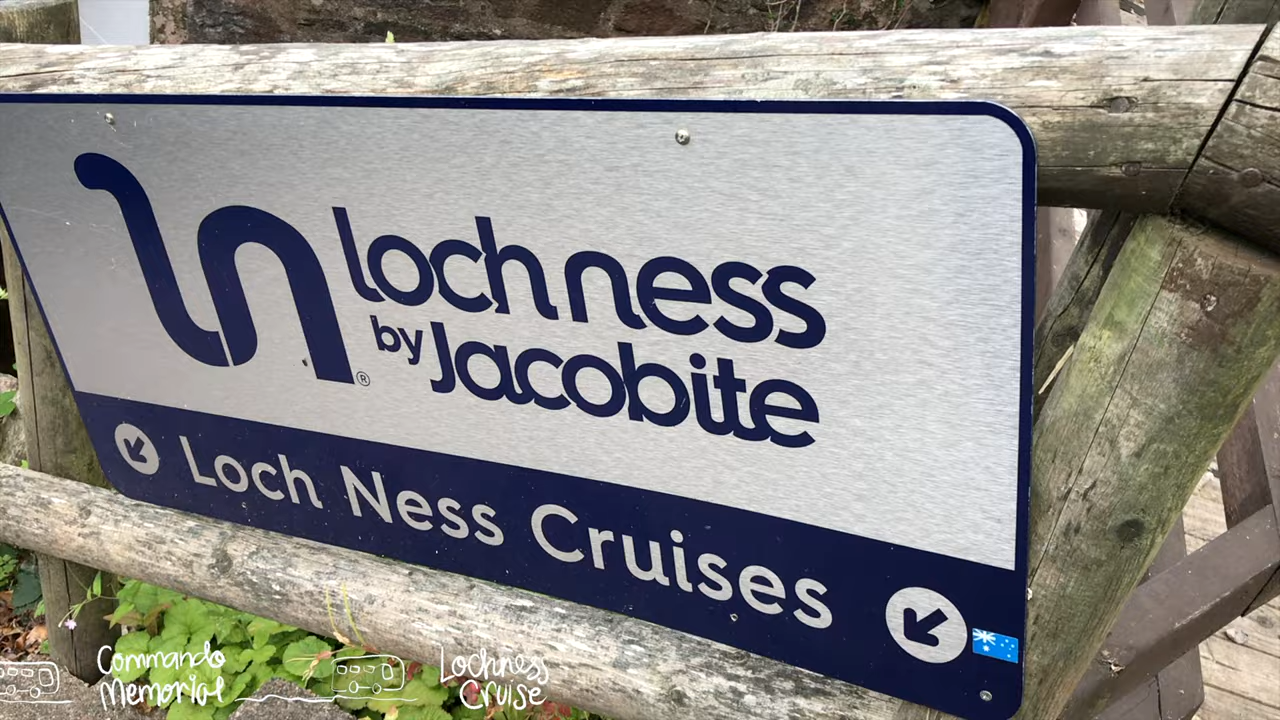 lochness
by Jacobite
®
Loch Ness Cruises
Commando
Memorial
Lochness
Cruise